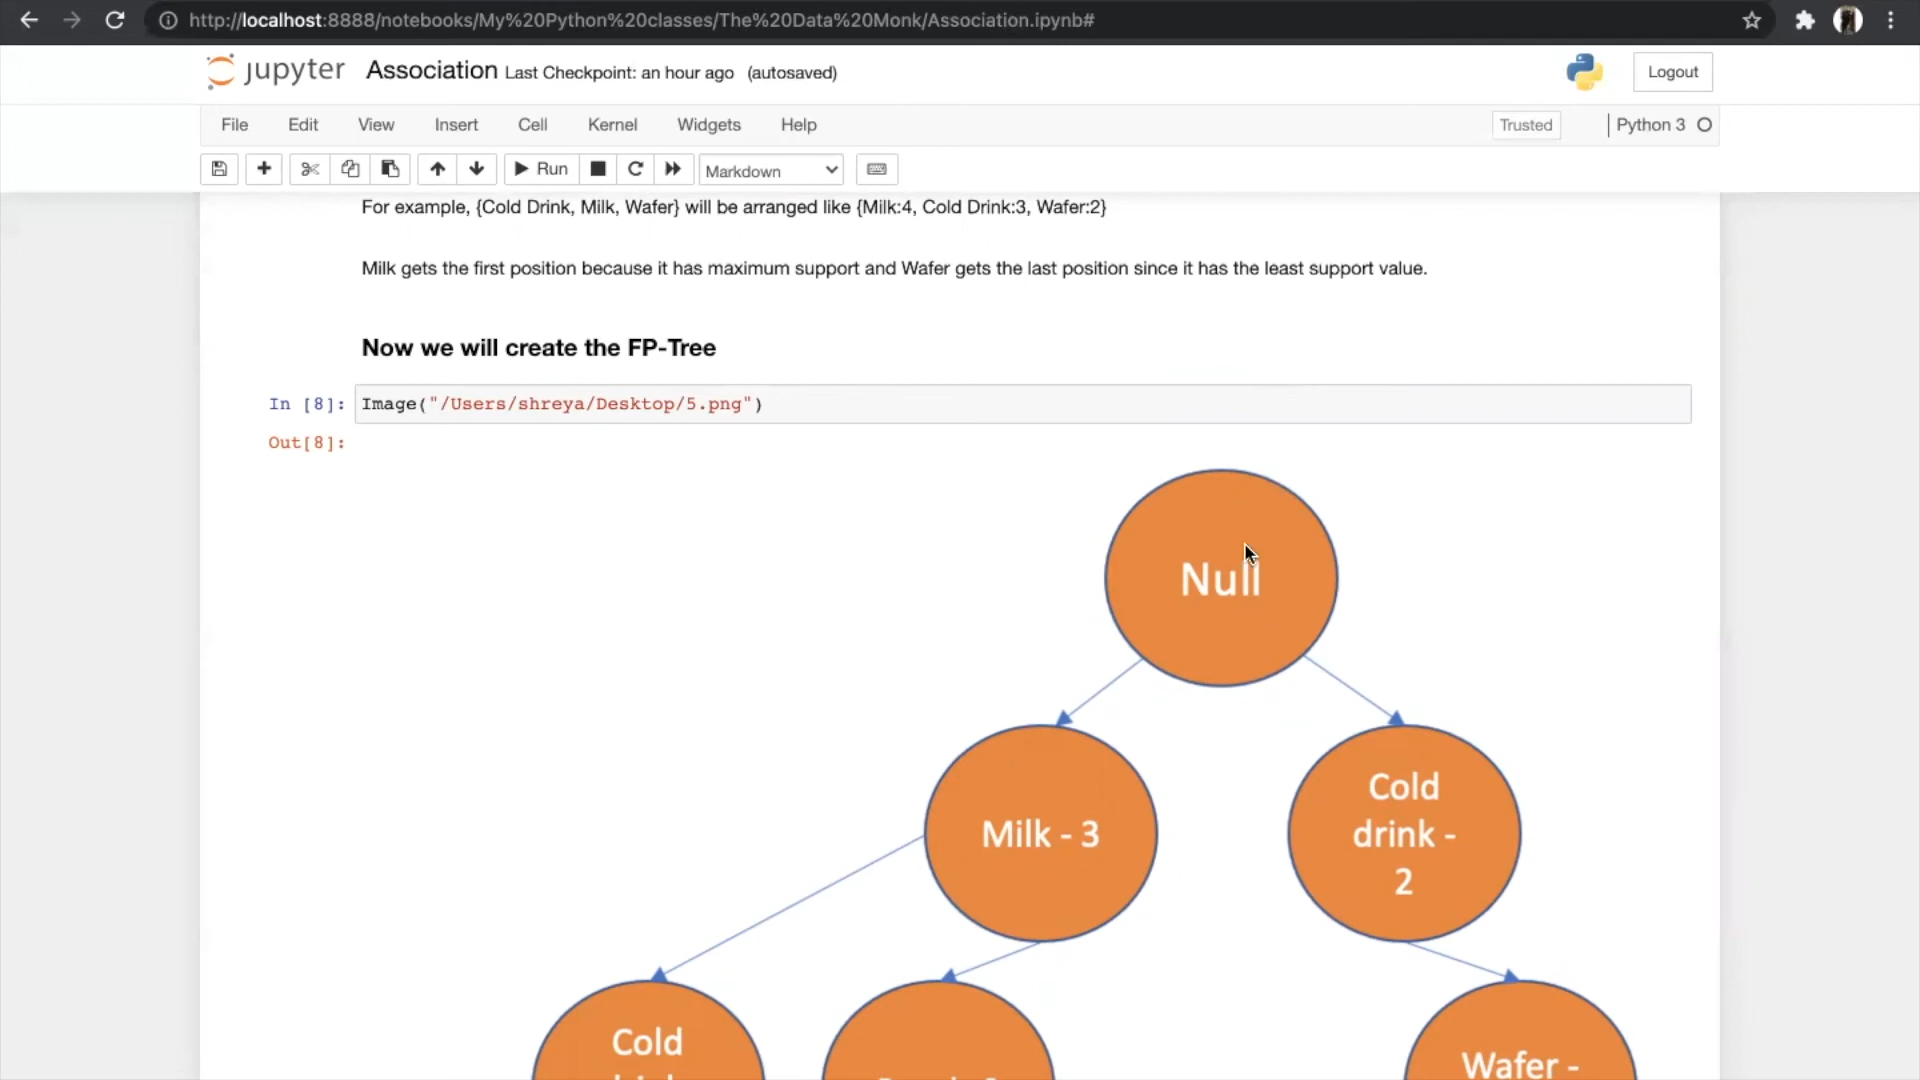 http://localhost:8888/notebooks/My%20Python%20classes/The%20Data%20Monk/Association.ipynb#
jupyter Association Last Checkpoint: an hour ago (autosaved)
Logout
File Edit View Insert Cell Kernel Widgets Help
Trusted
Python 3
Run
Markdown
For example, {Cold Drink, Milk, Wafer} will be arranged like {Milk:4, Cold Drink:3, Wafer:2}
Milk gets the first position because it has maximum support and Wafer gets the last position since it has the least support value.
Now we will create the FP-Tree
In [8]: Image("/Users/shreya/Desktop/5.png")
Out[8]:
Null
Milk - 3
Cold
drink -
2
Cold
Wafer -